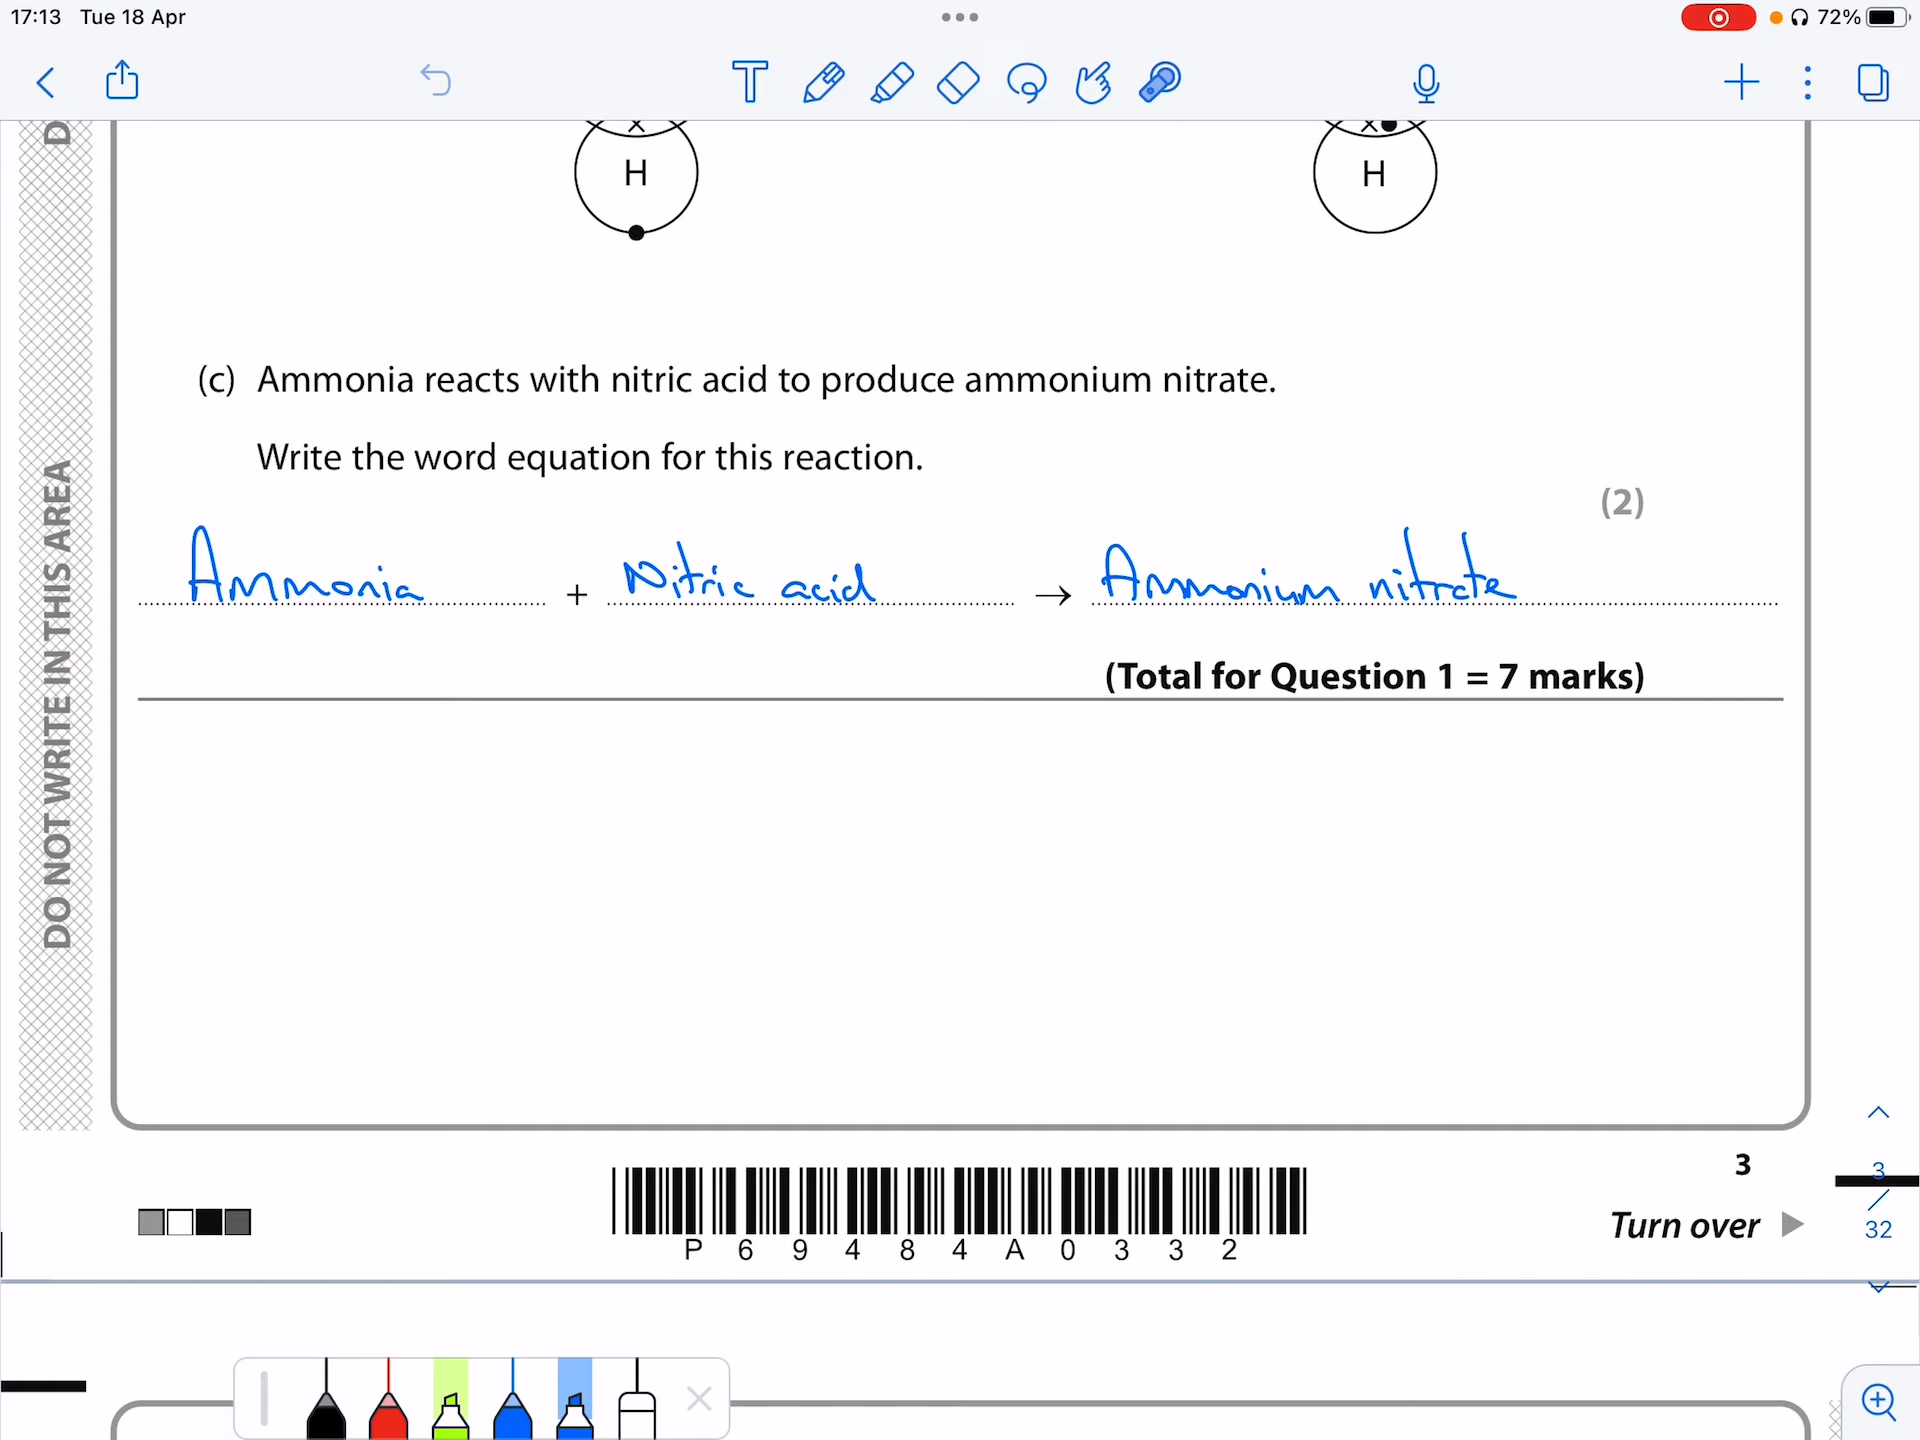 17:13 Tue 18 Apr
72%
T
D
H H
(c) Ammonia reacts with nitric acid to produce ammonium nitrate.
Write the word equation for this reaction.
(2)
Ammonia + Nitric acid → Ammonium nitrate
(Total for Question 1 = 7 marks)
DO NOT WRITE IN THIS AREA
3
P 6 9 4 8 4 A 0 3 3 2
Turn over
3
/
32